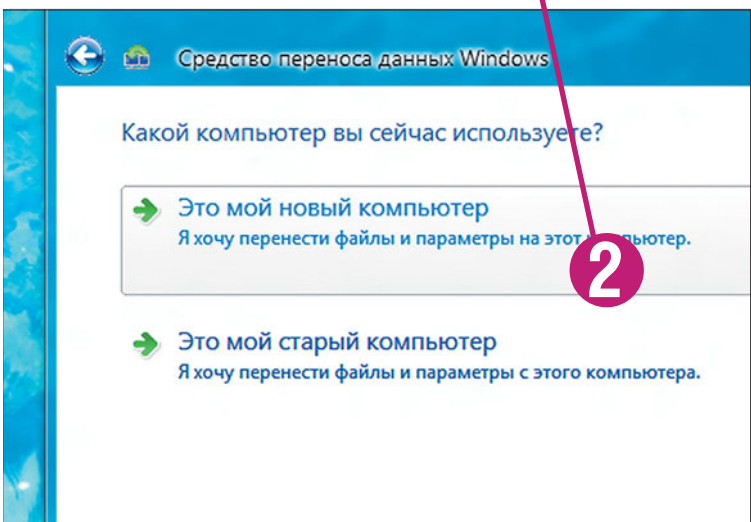 Средство переноса данных Windows
Какой компьютер вы сейчас используете?
Это мой новый компьютер
Я хочу перенести файлы и параметры на этот компьютер.
2
Это мой старый компьютер
Я хочу перенести файлы и параметры с этого компьютера.